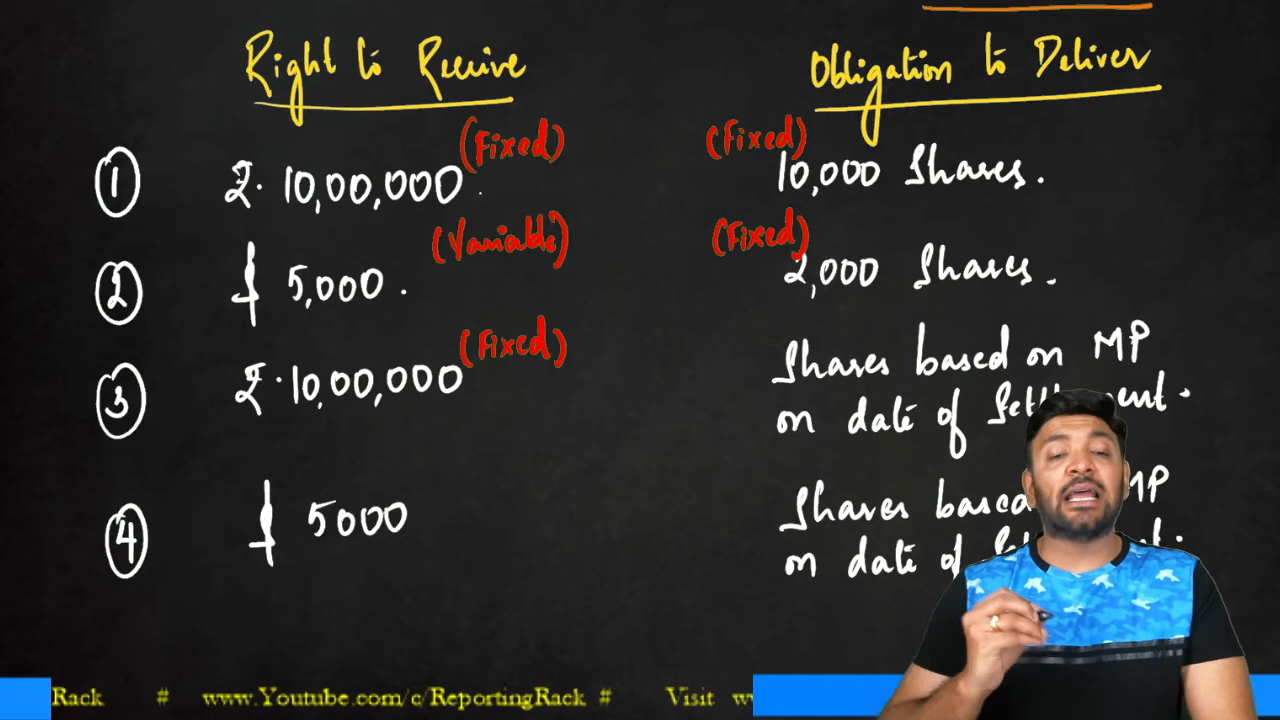 Right to Receive
Obligation to Deliver
(Fixed)
(Fixed)
① ₹. 10,00,000.
10,000 Shares.
(Variable)
(Fixed)
② $ 5,000.
2,000 Shares.
(Fixed)
③ ₹. 10,00,000
Shares based on MP
on date of
④ $ 5000
Shares MP
on date of
Rack # www.Youtube.com/c/ReportingRack # Visit